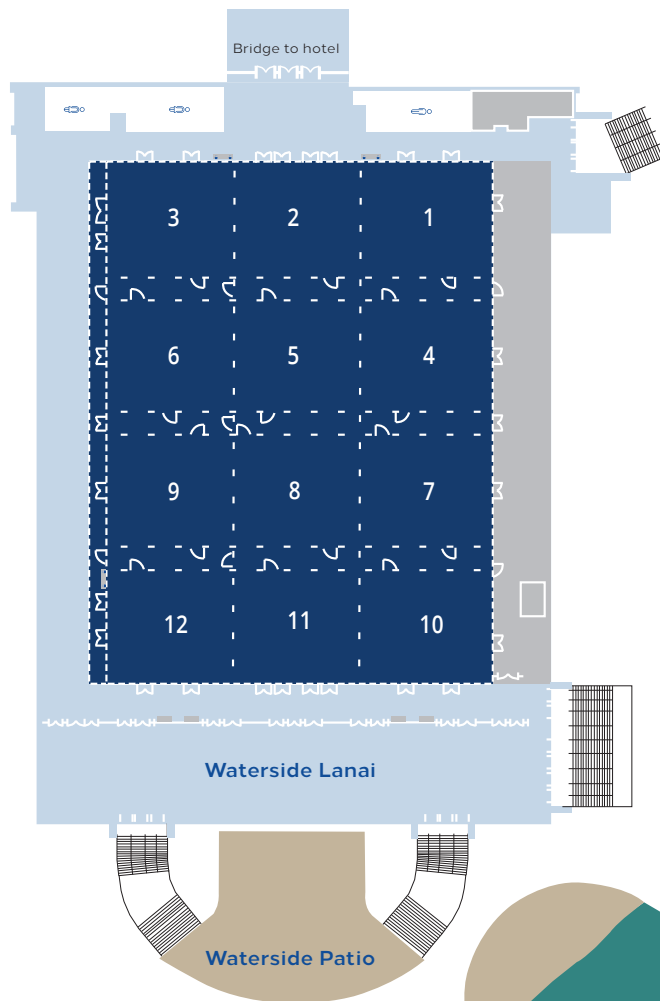 Bridge to hotel
3 2 1
6 5 4
9 8 7
12 11 10
Waterside Lanai
Waterside Patio